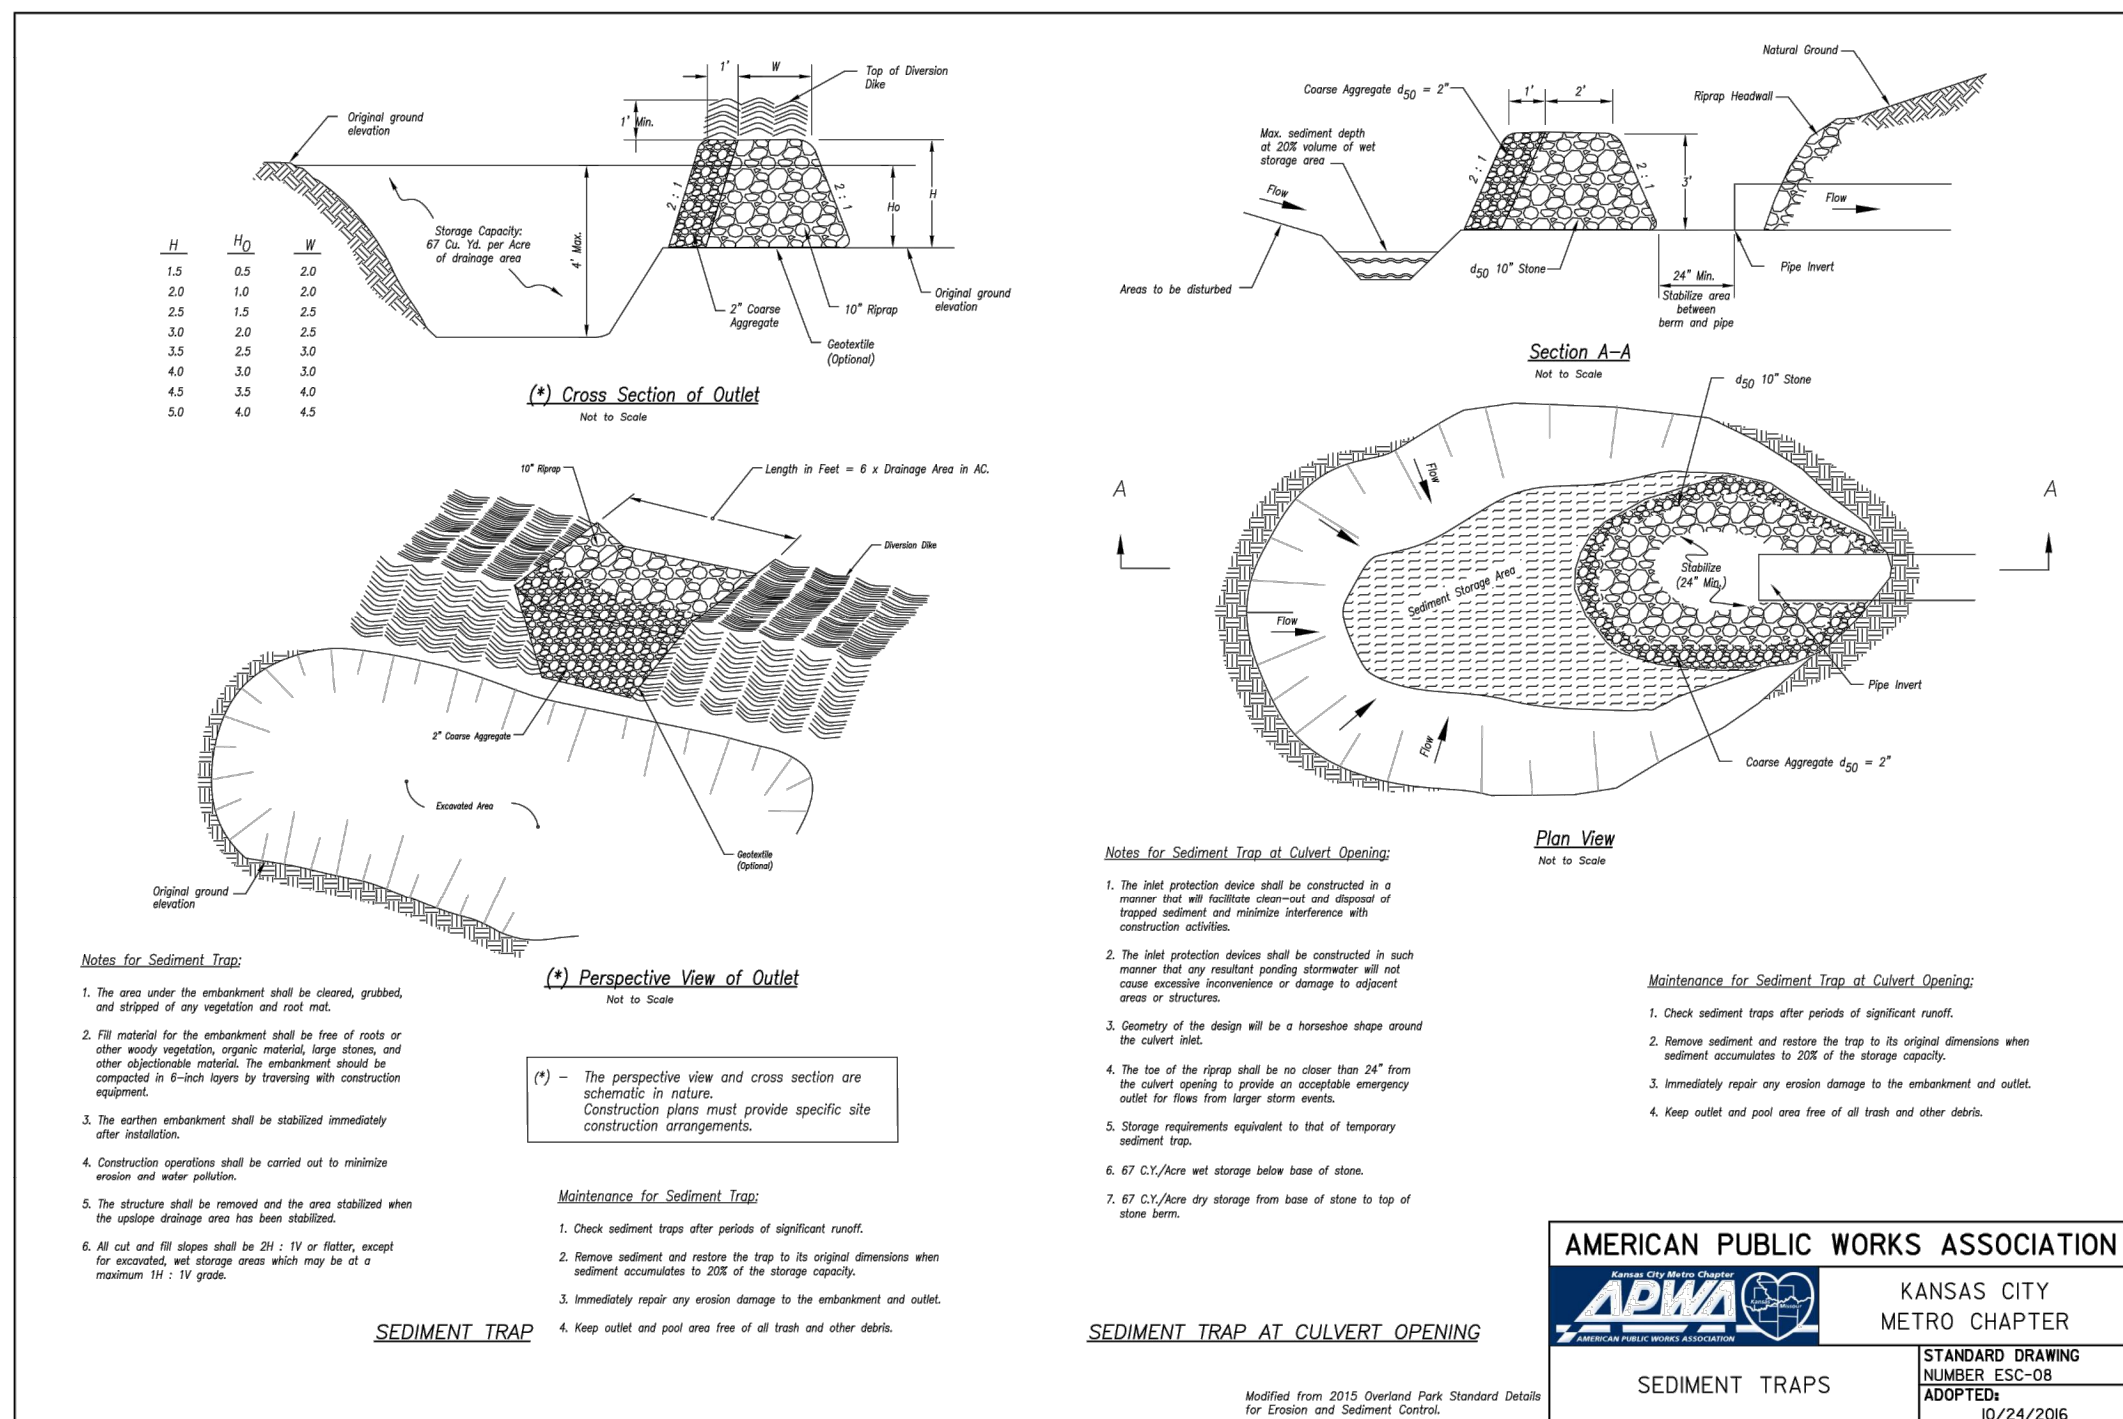 1'
W
Top of Diversion
Dike
1' Min.
Original ground
elevation
Storage Capacity:
67 Cu. Yd. per Acre
of drainage area
4' Max.
2 : 1
2 : 1
Ho
H
2" Coarse
Aggregate
10" Riprap
Geotextile
(Optional)
Original ground
elevation
H HO W
1.5 0.5 2.0
2.0 1.0 2.0
2.5 1.5 2.5
3.0 2.0 2.5
3.5 2.5 3.0
4.0 3.0 3.0
4.5 3.5 4.0
5.0 4.0 4.5
(*) Cross Section of Outlet
Not to Scale
10" Riprap
Length in Feet = 6 x Drainage Area in AC.
Diversion Dike
2" Coarse Aggregate
Excavated Area
Geotextile
(Optional)
Original ground
elevation
(*) Perspective View of Outlet
Not to Scale
Notes for Sediment Trap:
1. The area under the embankment shall be cleared, grubbed,
and stripped of any vegetation and root mat.
2. Fill material for the embankment shall be free of roots or
other woody vegetation, organic material, large stones, and
other objectionable material. The embankment should be
compacted in 6-inch layers by traversing with construction
equipment.
3. The earthen embankment shall be stabilized immediately
after installation.
4. Construction operations shall be carried out to minimize
erosion and water pollution.
5. The structure shall be removed and the area stabilized when
the upslope drainage area has been stabilized.
6. All cut and fill slopes shall be 2H : 1V or flatter, except
for excavated, wet storage areas which may be at a
maximum 1H : 1V grade.
(*) - The perspective view and cross section are
schematic in nature.
Construction plans must provide specific site
construction arrangements.
Maintenance for Sediment Trap:
1. Check sediment traps after periods of significant runoff.
2. Remove sediment and restore the trap to its original dimensions when
sediment accumulates to 20% of the storage capacity.
3. Immediately repair any erosion damage to the embankment and outlet.
4. Keep outlet and pool area free of all trash and other debris.
SEDIMENT TRAP
Natural Ground
Coarse Aggregate d50 = 2"
1'
2'
Riprap Headwall
Max. sediment depth
at 20% volume of wet
storage area
Flow
2 : 1
2 : 1
3'
Flow
Areas to be disturbed
d50 10" Stone
24" Min.
Stabilize area
between
berm and pipe
Pipe Invert
Section A-A
Not to Scale
d50 10" Stone
A
A
Flow
Flow
Flow
Sediment Storage Area
Stabilize
(24" Min.)
Pipe Invert
Coarse Aggregate d50 = 2"
Plan View
Not to Scale
Notes for Sediment Trap at Culvert Opening:
1. The inlet protection device shall be constructed in a
manner that will facilitate clean-out and disposal of
trapped sediment and minimize interference with
construction activities.
2. The inlet protection devices shall be constructed in such
manner that any resultant ponding stormwater will not
cause excessive inconvenience or damage to adjacent
areas or structures.
3. Geometry of the design will be a horseshoe shape around
the culvert inlet.
4. The toe of the riprap shall be no closer than 24" from
the culvert opening to provide an acceptable emergency
outlet for flows from larger storm events.
5. Storage requirements equivalent to that of temporary
sediment trap.
6. 67 C.Y./Acre wet storage below base of stone.
7. 67 C.Y./Acre dry storage from base of stone to top of
stone berm.
Maintenance for Sediment Trap at Culvert Opening:
1. Check sediment traps after periods of significant runoff.
2. Remove sediment and restore the trap to its original dimensions when
sediment accumulates to 20% of the storage capacity.
3. Immediately repair any erosion damage to the embankment and outlet.
4. Keep outlet and pool area free of all trash and other debris.
SEDIMENT TRAP AT CULVERT OPENING
Modified from 2015 Overland Park Standard Details
for Erosion and Sediment Control.
AMERICAN PUBLIC WORKS ASSOCIATION
Kansas City Metro Chapter
APWA
Kansas Missouri
AMERICAN PUBLIC WORKS ASSOCIATION
KANSAS CITY
METRO CHAPTER
SEDIMENT TRAPS
STANDARD DRAWING
NUMBER ESC-08
ADOPTED:
10/24/2016